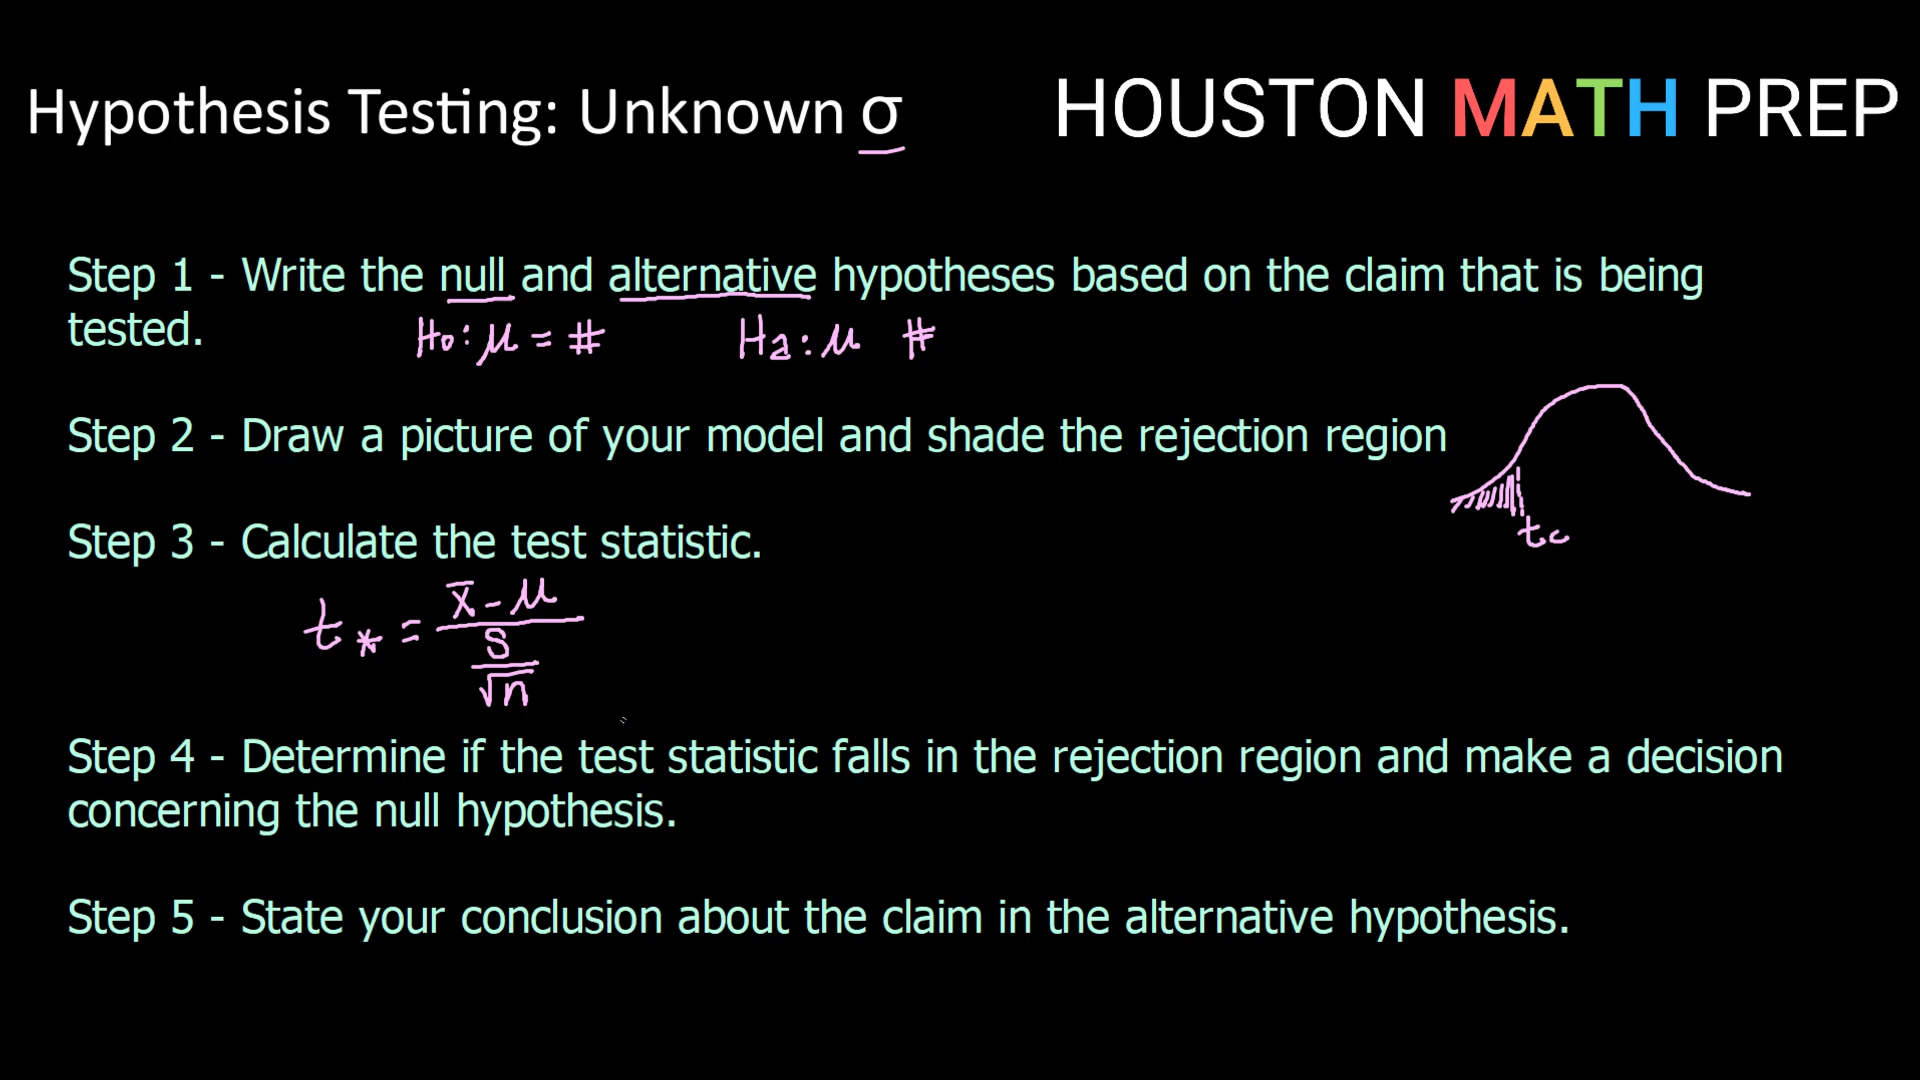 Hypothesis Testing: Unknown σ
HOUSTON MATH PREP
Step 1 - Write the null and alternative hypotheses based on the claim that is being
tested.
H₀: μ = #
Hₐ: μ #
Step 2 - Draw a picture of your model and shade the rejection region
t꜀
Step 3 - Calculate the test statistic.
t* = x̄ - μ
s
√n
Step 4 - Determine if the test statistic falls in the rejection region and make a decision
concerning the null hypothesis.
Step 5 - State your conclusion about the claim in the alternative hypothesis.